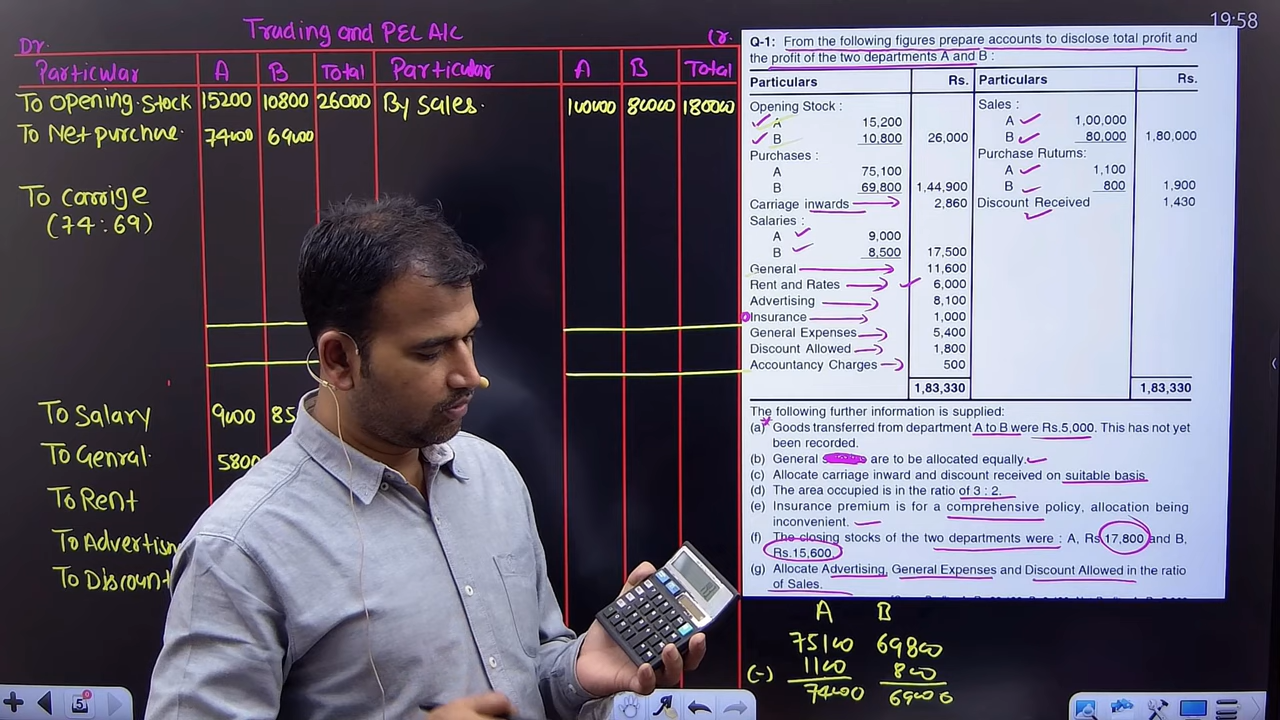 19:58
Trading and P&L A/c
Dr.
(r.
Particular A B Total Particular A B Total
To Opening Stock 15200 10800 26000 By Sales. 100000 80000 180000
To Net purchase. 74000 69000
To carrige
(74:69)
To Salary 9000 85
To Genral. 5800
To Rent
To Advertism
To Discount
Q-1: From the following figures prepare accounts to disclose total profit and
the profit of the two departments A and B :
Particulars Rs. Particulars Rs.
Opening Stock : Sales :
A 15,200 A 1,00,000
B 10,800 26,000 B 80,000 1,80,000
Purchases : Purchase Ruturns:
A 75,100 A 1,100
B 69,800 1,44,900 B 800 1,900
Carriage inwards 2,860 Discount Received 1,430
Salaries :
A 9,000
B 8,500 17,500
General 11,600
Rent and Rates 6,000
Advertising 8,100
Insurance 1,000
General Expenses 5,400
Discount Allowed 1,800
Accountancy Charges 500
1,83,330 1,83,330
The following further information is supplied:
(a) Goods transferred from department A to B were Rs.5,000. This has not yet
been recorded.
(b) General are to be allocated equally.
(c) Allocate carriage inward and discount received on suitable basis.
(d) The area occupied is in the ratio of 3 : 2.
(e) Insurance premium is for a comprehensive policy, allocation being
inconvenient.
(f) The closing stocks of the two departments were : A, Rs 17,800 and B,
Rs.15,600.
(g) Allocate Advertising, General Expenses and Discount Allowed in the ratio
of Sales.
A B
75100 69800
(-) 1100 800
74000 69000
5